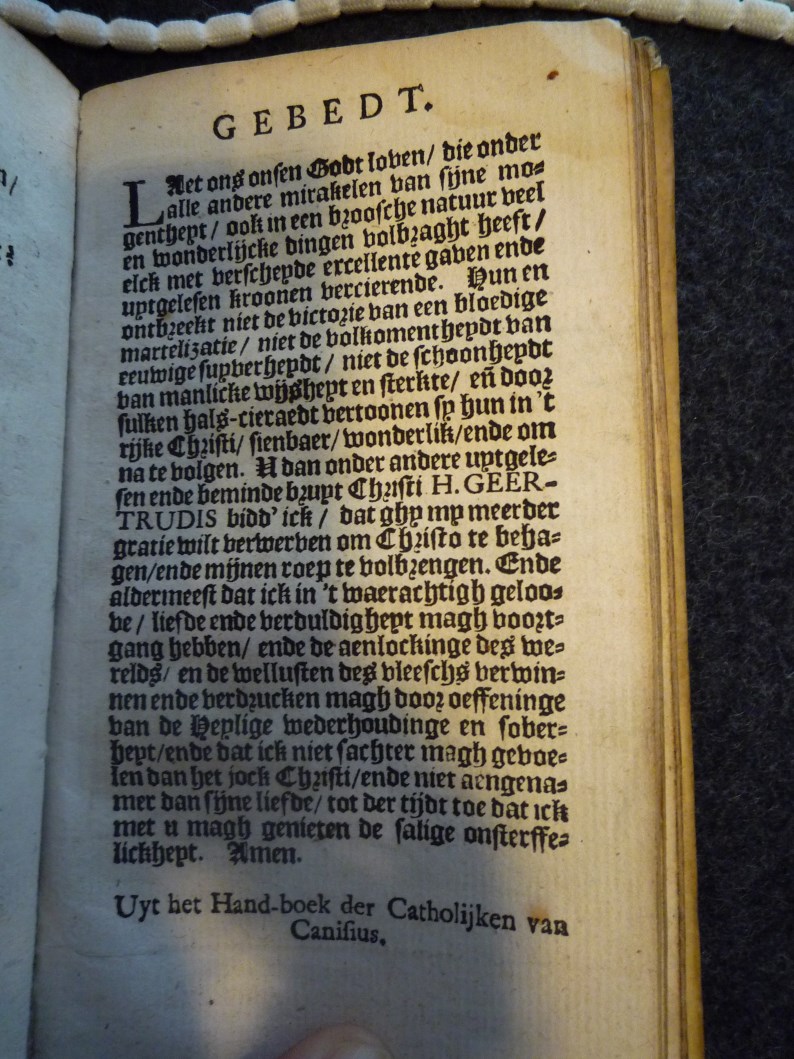 GEBEDT.
LAet ons onsen Godt loven/ die onder
alle andere mirakelen van sijne mo-
gentheyt / ook in een broosche natuur veel
en wonderlijcke dingen volbraght heeft /
elck met verscheyde excellente gaven ende
uytgelesen kroonen vercierende. Hun en
ontbreekt niet de victorie van een bloedige
martelizatie / niet de volkomentheydt van
eeuwige suyverheydt / niet de schoonheydt
van manlicke wijsheyt en sterkte/ eñ door
sulken hals-cieraedt vertoonen sy hun in 't
rijke Christi/ sienbaer/ wonderlik/ende om
na te volgen. U dan onder andere uytgele-
sen ende beminde bruyt Christi H. GEER-
TRUDIS bidd' ick / dat ghy my meerder
gratie wilt verwerven om Christo te beha-
gen/ende mijnen roep te volbrengen. Ende
aldermeest dat ick in 't waerachtigh geloo-
ve / liefde ende verduldigheyt magh voort-
gang hebben/ ende de aenlockinge des we-
relds/ en de wellusten des vleeschs verwin-
nen ende verdrucken magh door oeffeninge
van de Heylige wederhoudinge en sober-
heyt/ende dat ick niet sachter magh gevoe-
len dan het jock Christi/ende niet aengena-
mer dan sijne liefde/ tot der tijdt toe dat ick
met u magh genieten de salige onsterffe-
lickheyt. Amen.
Uyt het Hand-boek der Catholijken van
Canisius.